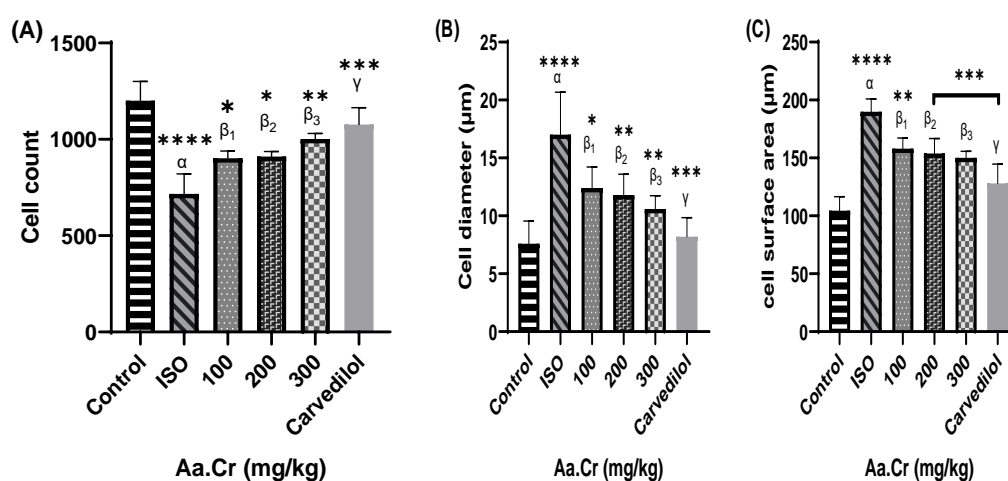 (A)
Cell count
1500
1000
500
0
****
α
*
β1
*
β2
**
β3
***
γ
Control
ISO
100
200
300
Carvedilol
Aa.Cr (mg/kg)
(B)
Cell diameter (μm)
25
20
15
10
5
0
****
α
*
β1
**
β2
**
β3
***
γ
Control
ISO
100
200
300
Carvedilol
Aa.Cr (mg/kg)
(C)
cell surface area (μm)
250
200
150
100
50
0
****
α
**
β1
***
β2
β3
γ
Control
ISO
100
200
300
Carvedilol
Aa.Cr (mg/kg)